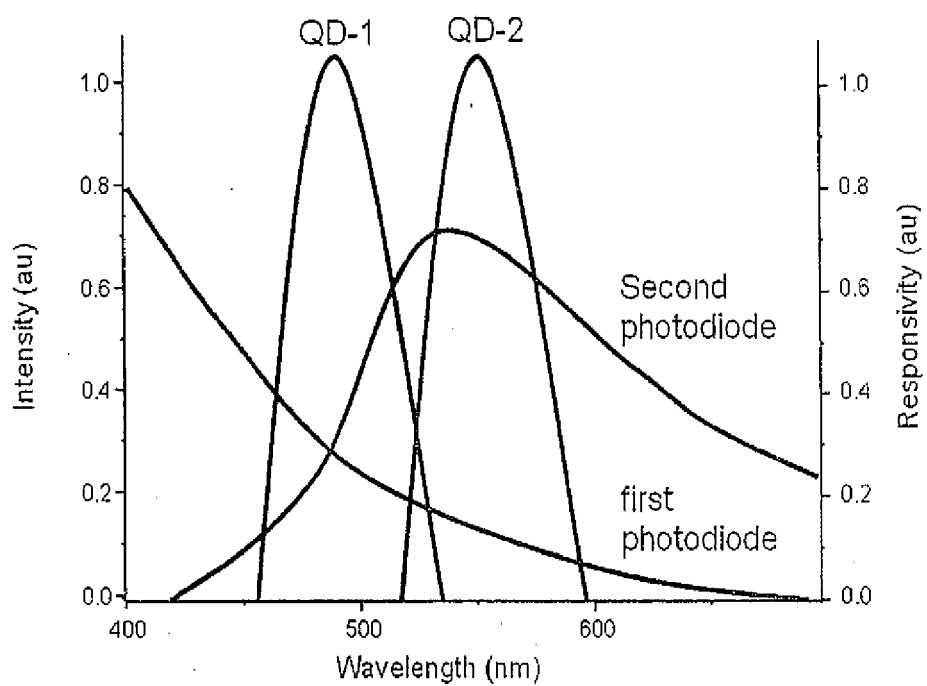 QD-1
QD-2
1.0
0.8
0.6
0.4
0.2
0.0
Intensity (au)
1.0
0.8
0.6
0.4
0.2
0.0
Responsivity (au)
Second
photodiode
first
photodiode
400
500
600
Wavelength (nm)